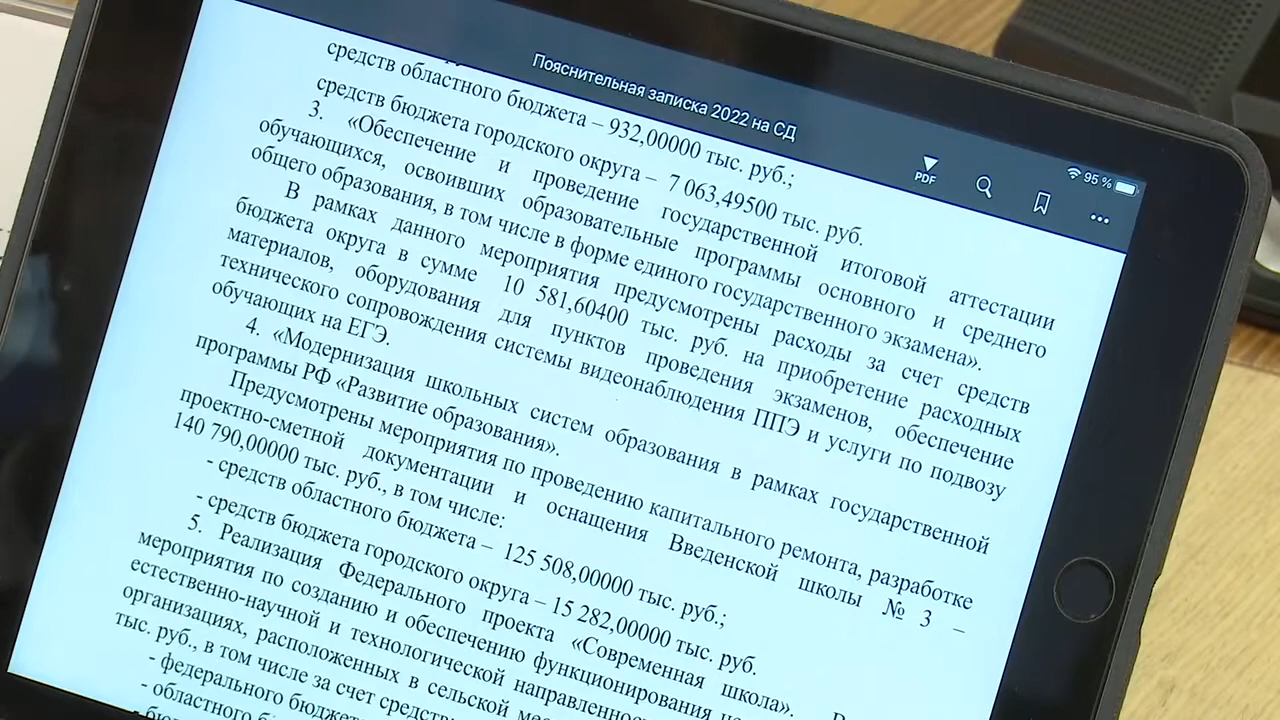 Пояснительная записка 2022 на СД
PDF
95 %
средств областного бюджета – 932,00000 тыс. руб.;
средств бюджета городского округа – 7 063,49500 тыс. руб.
3. «Обеспечение и проведение государственной итоговой аттестации
обучающихся, освоивших образовательные программы основного и среднего
общего образования, в том числе в форме единого государственного экзамена».
В рамках данного мероприятия предусмотрены расходы за счет средств
бюджета округа в сумме 10 581,60400 тыс. руб. на приобретение расходных
материалов, оборудования для пунктов проведения экзаменов, обеспечение
технического сопровождения системы видеонаблюдения ППЭ и услуги по подвозу
обучающих на ЕГЭ.
4. «Модернизация школьных систем образования в рамках государственной
программы РФ «Развитие образования».
Предусмотрены мероприятия по проведению капитального ремонта, разработке
проектно-сметной документации и оснащения Введенской школы № 3 –
140 790,00000 тыс. руб., в том числе:
- средств областного бюджета – 125 508,00000 тыс. руб.;
- средств бюджета городского округа – 15 282,00000 тыс. руб.
5. Реализация Федерального проекта «Современная школа».
мероприятия по созданию и обеспечению функционирования
естественно-научной и технологической
организациях, расположенных в сельской
тыс. руб., в том числе за счет
- федерального
- областного